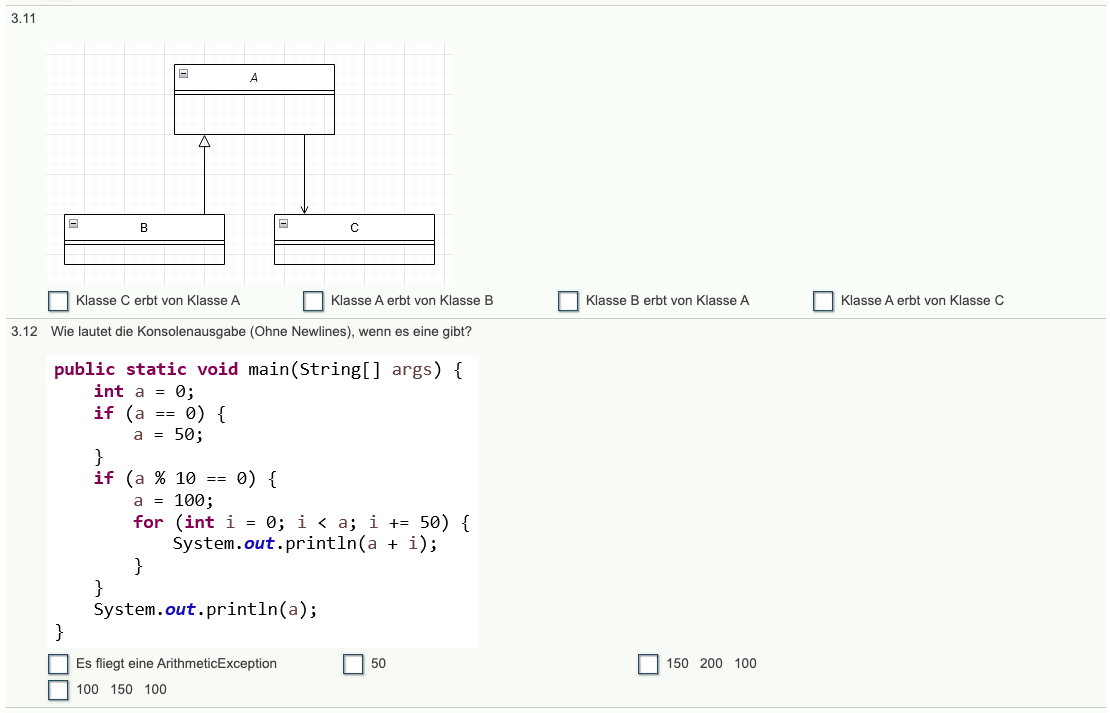 3.11
A
B
C
Klasse C erbt von Klasse A
Klasse A erbt von Klasse B
Klasse B erbt von Klasse A
Klasse A erbt von Klasse C
3.12 Wie lautet die Konsolenausgabe (Ohne Newlines), wenn es eine gibt?
public static void main(String[] args) {
    int a = 0;
    if (a == 0) {
        a = 50;
    }
    if (a % 10 == 0) {
        a = 100;
        for (int i = 0; i < a; i += 50) {
            System.out.println(a + i);
        }
    }
    System.out.println(a);
}
Es fliegt eine ArithmeticException
50
150 200 100
100 150 100